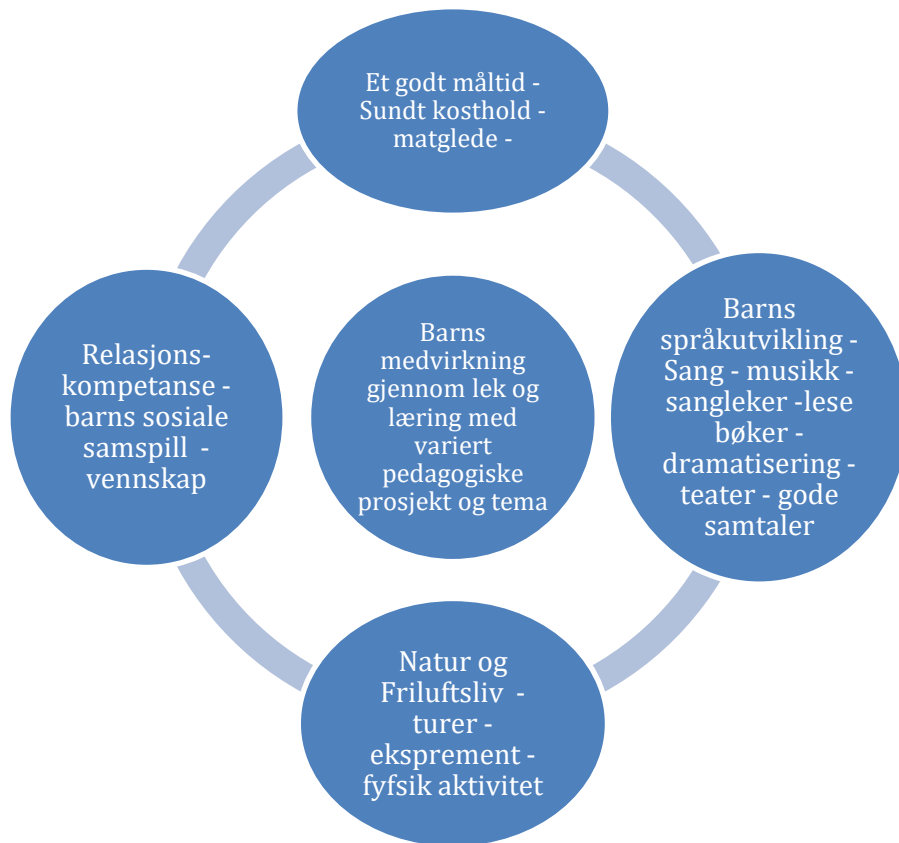 Et godt måltid -
Sundt kosthold -
matglede -
Relasjons-
kompetanse -
barns sosiale
samspill  -
vennskap
Barns
medvirkning
gjennom lek og
læring med
variert
pedagogiske
prosjekt og tema
Barns
språkutvikling -
Sang - musikk -
sangleker -lese
bøker -
dramatisering -
teater - gode
samtaler
Natur og
Friluftsliv  -
turer -
eksprement -
fyfsik aktivitet